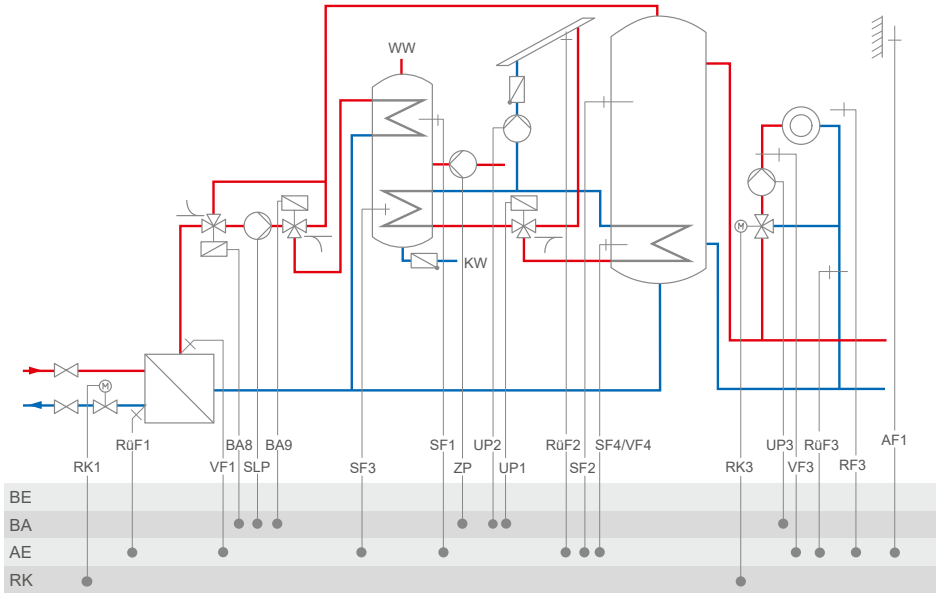 WW
KW
M
M
RüF1
BA8
BA9
SF1
UP2
RüF2
SF4/VF4
UP3
RüF3
AF1
RK1
VF1
SLP
SF3
ZP
UP1
SF2
RK3
VF3
RF3
BE
BA
AE
RK